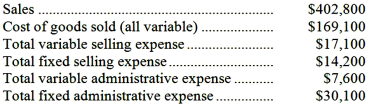 Sales ................................................................ $402,800
Cost of goods sold (all variable) ...................... $169,100
Total variable selling expense .......................... $17,100
Total fixed selling expense ................................ $14,200
Total variable administrative expense ............ $7,600
Total fixed administrative expense ................. $30,100